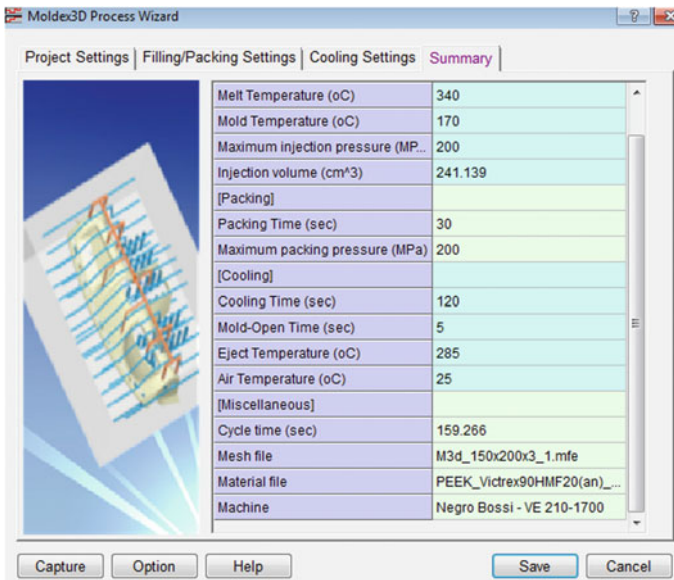 Moldex3D Process Wizard
Project Settings Filling/Packing Settings Cooling Settings Summary
Melt Temperature (oC) 340
Mold Temperature (oC) 170
Maximum injection pressure (MP... 200
Injection volume (cm^3) 241.139
[Packing]
Packing Time (sec) 30
Maximum packing pressure (MPa) 200
[Cooling]
Cooling Time (sec) 120
Mold-Open Time (sec) 5
Eject Temperature (oC) 285
Air Temperature (oC) 25
[Miscellaneous]
Cycle time (sec) 159.266
Mesh file M3d_150x200x3_1.mfe
Material file PEEK_Victrex90HMF20(an)_...
Machine Negro Bossi - VE 210-1700
Capture Option Help Save Cancel